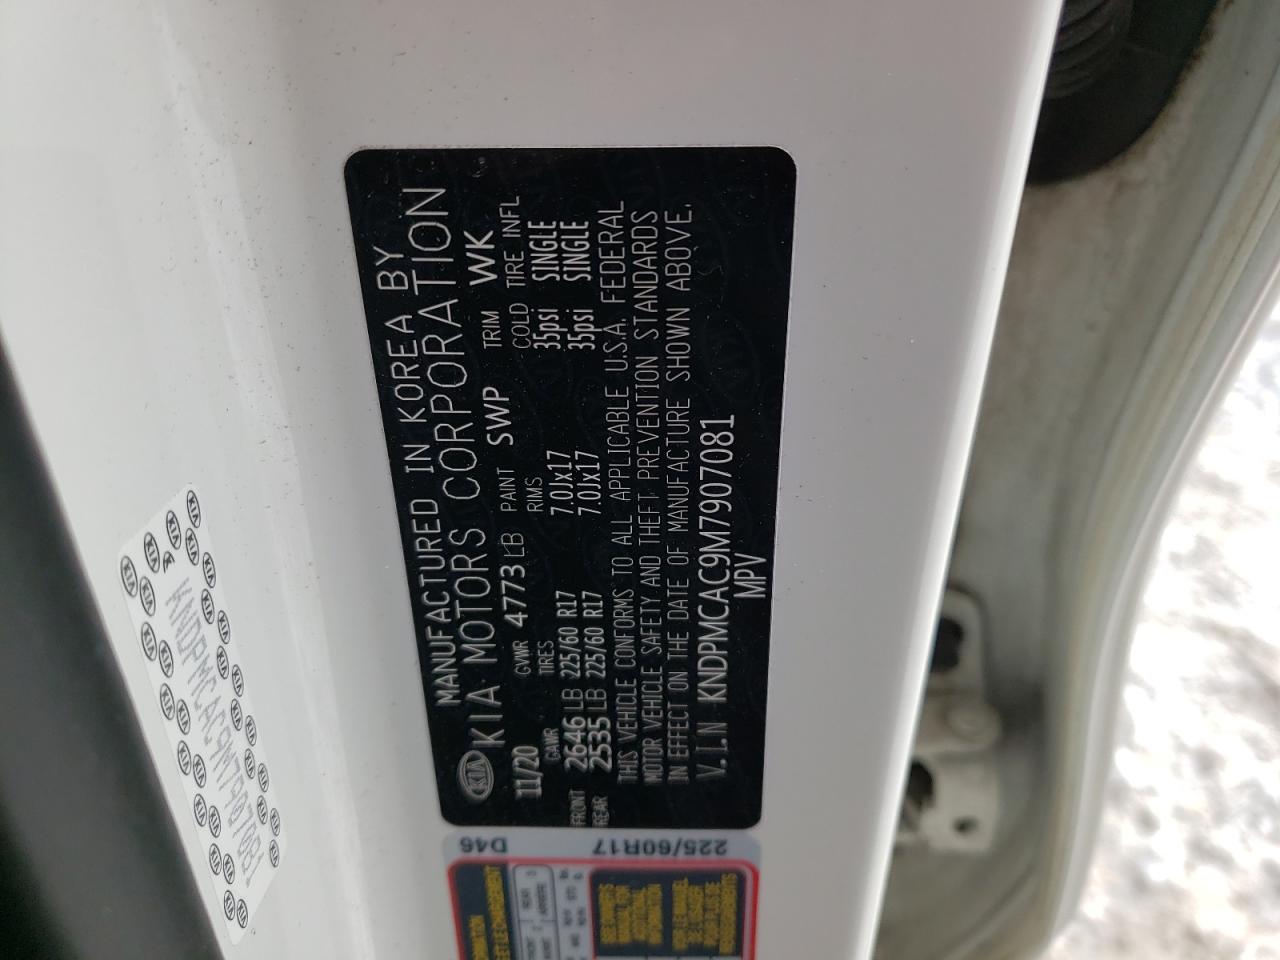 MANUFACTURED IN KOREA BY
KIA KIA MOTORS CORPORATION
11/20 GVWR 4773 LB PAINT SWP TRIM WK
GAWR TIRES RIMS COLD TIRE INFL
FRONT 2646 LB 225/60 R17 7.0Jx17 35psi SINGLE
REAR 2535 LB 225/60 R17 7.0Jx17 35psi SINGLE
THIS VEHICLE CONFORMS TO ALL APPLICABLE U.S.A. FEDERAL
MOTOR VEHICLE SAFETY AND THEFT PREVENTION STANDARDS
IN EFFECT ON THE DATE OF MANUFACTURE SHOWN ABOVE.
V.I.N KNDPMCAC9M7907081
MPV
D46
225/60R17